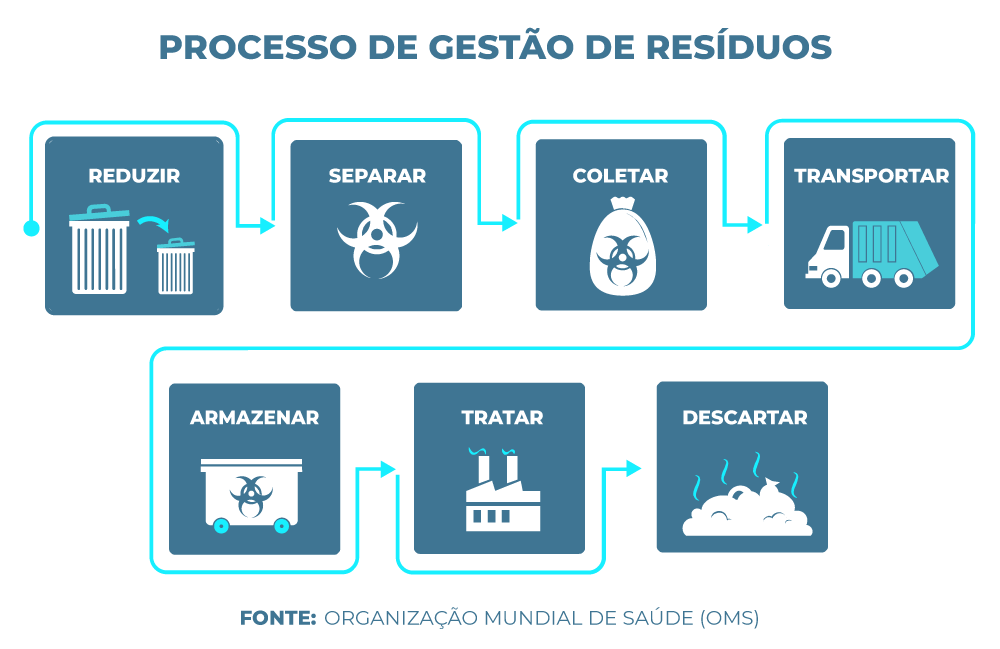 PROCESSO DE GESTÃO DE RESÍDUOS
REDUZIR
SEPARAR
COLETAR
TRANSPORTAR
ARMAZENAR
TRATAR
DESCARTAR
FONTE: ORGANIZAÇÃO MUNDIAL DE SAÚDE (OMS)